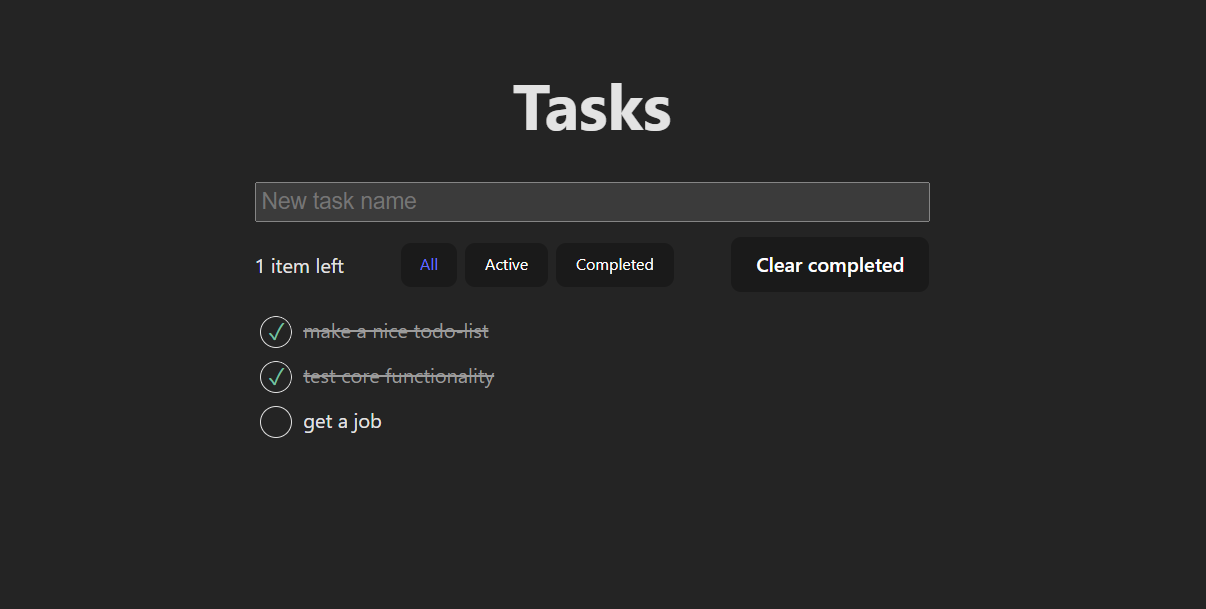 Tasks
New task name
1 item left All Active Completed Clear completed
make a nice todo-list
test core functionality
get a job